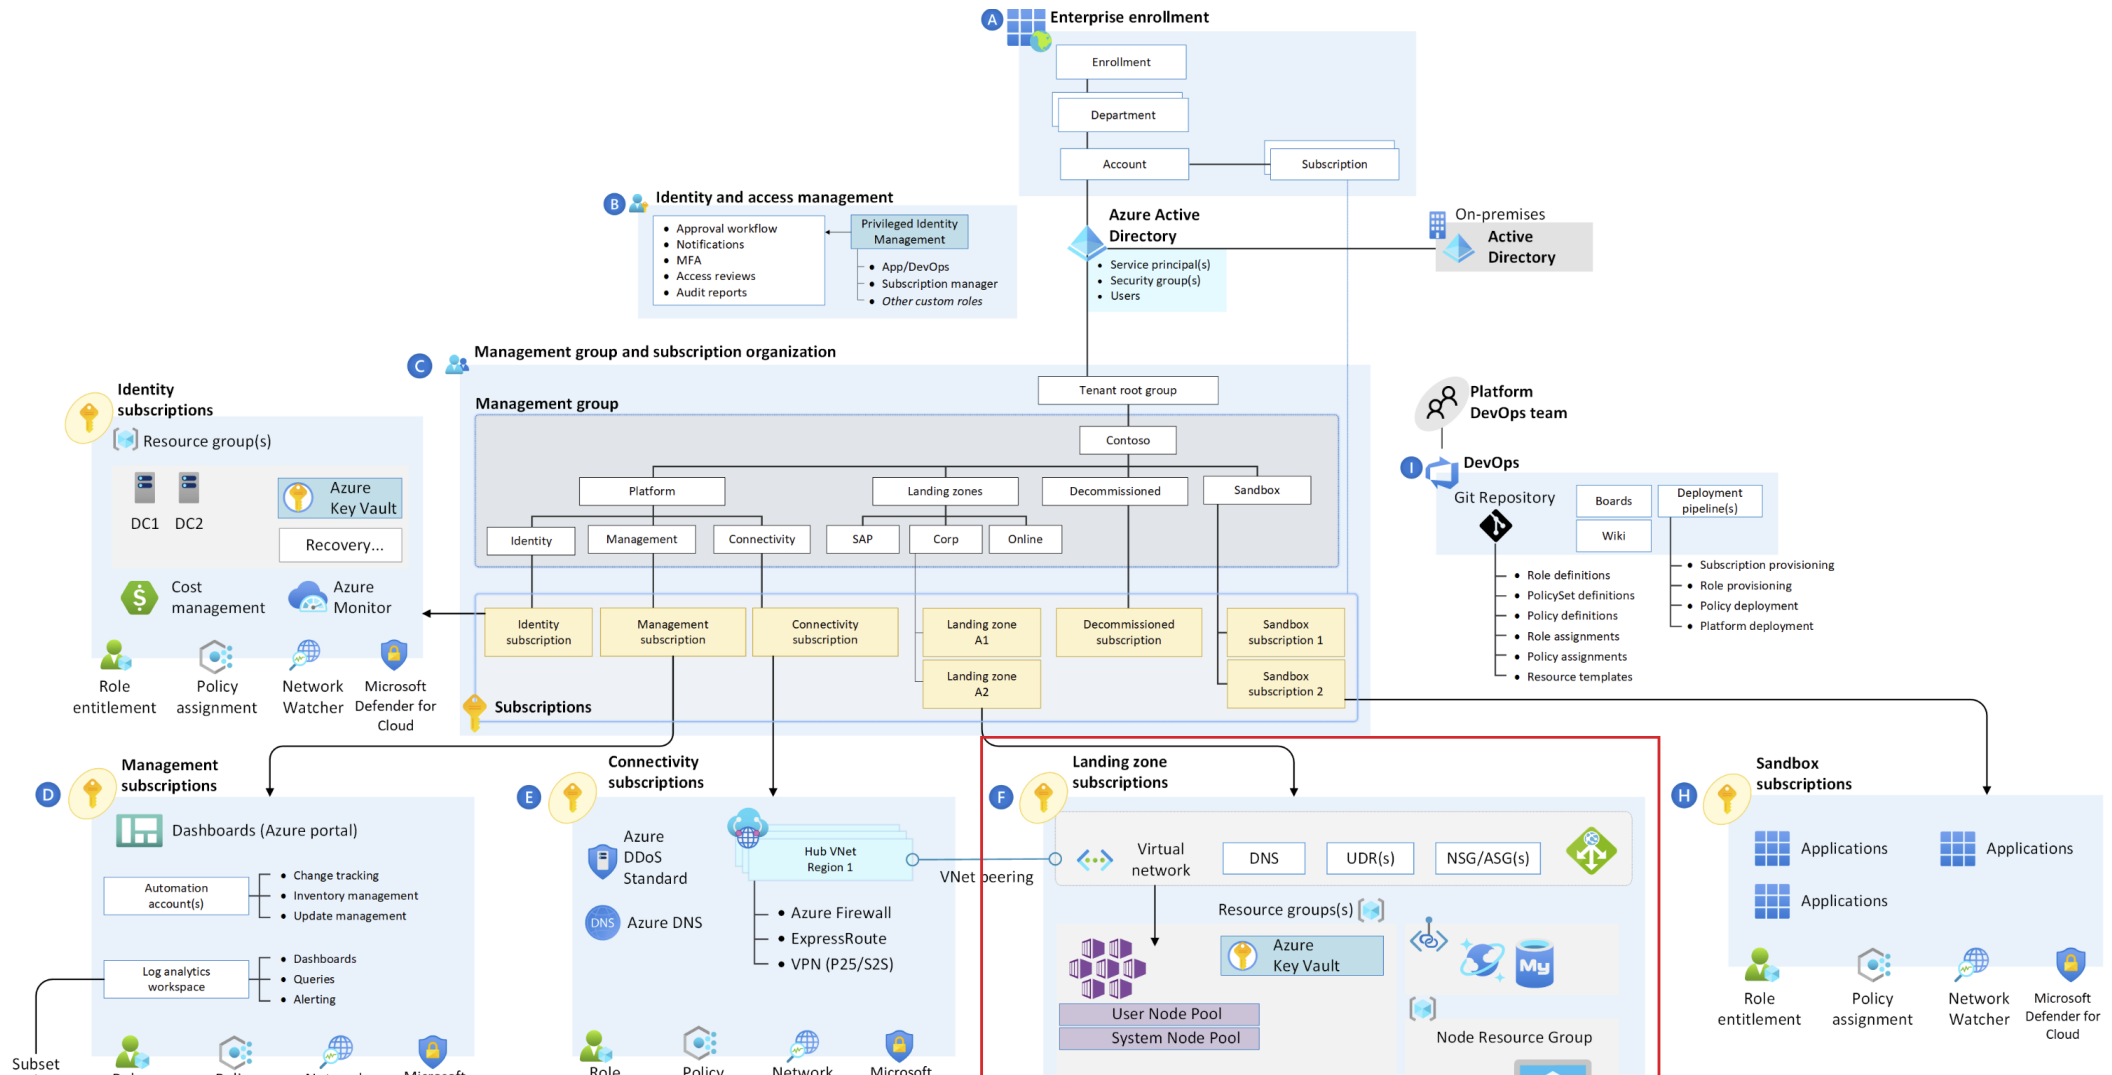 A
Enterprise enrollment
Enrollment
Department
Account
Subscription
B
Identity and access management
Approval workflow
Notifications
MFA
Access reviews
Audit reports
Privileged Identity
Management
App/DevOps
Subscription manager
Other custom roles
Azure Active
Directory
Service principal(s)
Security group(s)
Users
On-premises
Active
Directory
C
Management group and subscription organization
Tenant root group
Management group
Contoso
Platform
Landing zones
Decommissioned
Sandbox
Identity
Management
Connectivity
SAP
Corp
Online
Identity
subscription
Management
subscription
Connectivity
subscription
Landing zone
A1
Landing zone
A2
Decommissioned
subscription
Sandbox
subscription 1
Sandbox
subscription 2
Subscriptions
Identity
subscriptions
Resource group(s)
DC1
DC2
Azure
Key Vault
Recovery...
Cost
management
Azure
Monitor
Role
entitlement
Policy
assignment
Network
Watcher
Microsoft
Defender for
Cloud
Platform
DevOps team
I
DevOps
Git Repository
Boards
Wiki
Deployment
pipeline(s)
Role definitions
PolicySet definitions
Policy definitions
Role assignments
Policy assignments
Resource templates
Subscription provisioning
Role provisioning
Policy deployment
Platform deployment
D
Management
subscriptions
Dashboards (Azure portal)
Automation
account(s)
Change tracking
Inventory management
Update management
Log analytics
workspace
Dashboards
Queries
Alerting
Subset
E
Connectivity
subscriptions
Azure
DDoS
Standard
DNS
Azure DNS
Hub VNet
Region 1
Azure Firewall
ExpressRoute
VPN (P25/S2S)
Role
Policy
Network
Microsoft
VNet peering
F
Landing zone
subscriptions
Virtual
network
DNS
UDR(s)
NSG/ASG(s)
Resource groups(s)
Azure
Key Vault
User Node Pool
System Node Pool
My
Node Resource Group
H
Sandbox
subscriptions
Applications
Applications
Applications
Role
entitlement
Policy
assignment
Network
Watcher
Microsoft
Defender for
Cloud